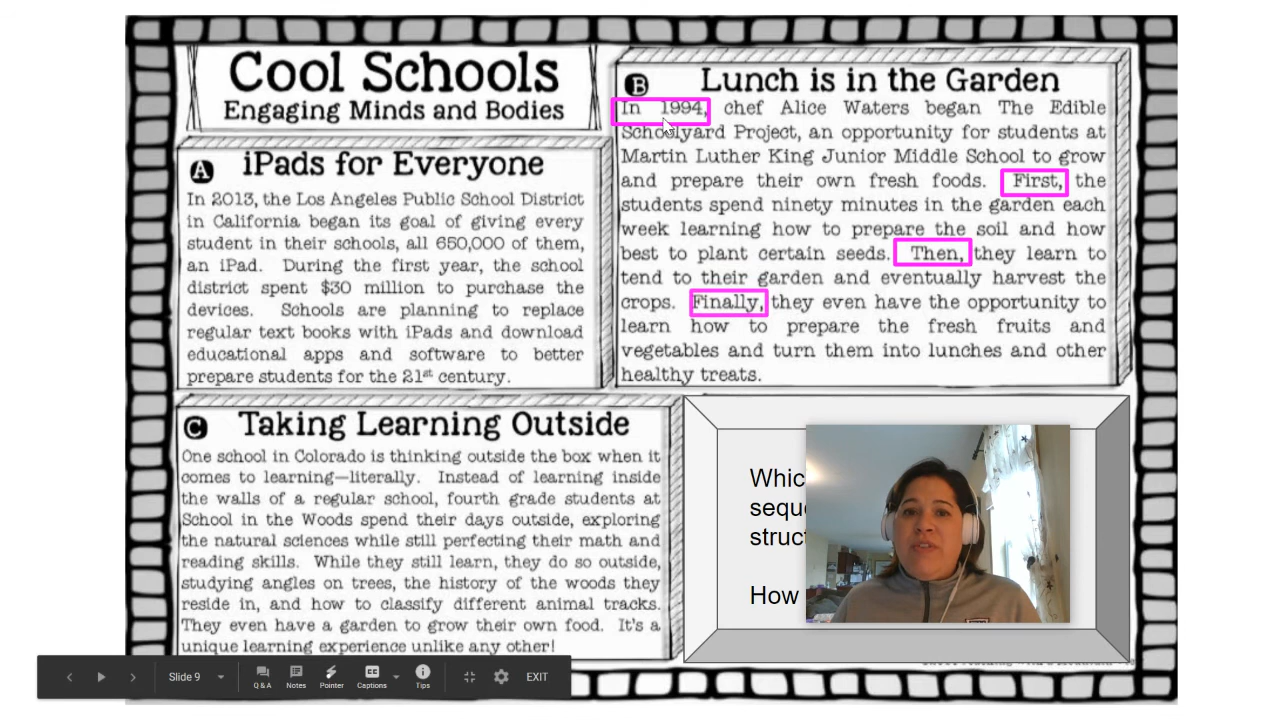 Cool Schools
Engaging Minds and Bodies
A iPads for Everyone
In 2013, the Los Angeles Public School District
in California began its goal of giving every
student in their schools, all 650,000 of them,
an iPad. During the first year, the school
district spent $30 million to purchase the
devices. Schools are planning to replace
regular text books with iPads and download
educational apps and software to better
prepare students for the 21st century.
B Lunch is in the Garden
In 1994, chef Alice Waters began The Edible
Schoolyard Project, an opportunity for students at
Martin Luther King Junior Middle School to grow
and prepare their own fresh foods. First, the
students spend ninety minutes in the garden each
week learning how to prepare the soil and how
best to plant certain seeds. Then, they learn to
tend to their garden and eventually harvest the
crops. Finally, they even have the opportunity to
learn how to prepare the fresh fruits and
vegetables and turn them into lunches and other
healthy treats.
C Taking Learning Outside
One school in Colorado is thinking outside the box when it
comes to learning—literally. Instead of learning inside
the walls of a regular school, fourth grade students at
School in the Woods spend their days outside, exploring
the natural sciences while still perfecting their math and
reading skills. While they still learn, they do so outside,
studying angles on trees, the history of the woods they
reside in, and how to classify different animal tracks.
They even have a garden to grow their own food. It's a
unique learning experience unlike any other!
Whic
sequ
struct
How
Slide 9
Q & A
Notes
Pointer
Captions
Tips
EXIT